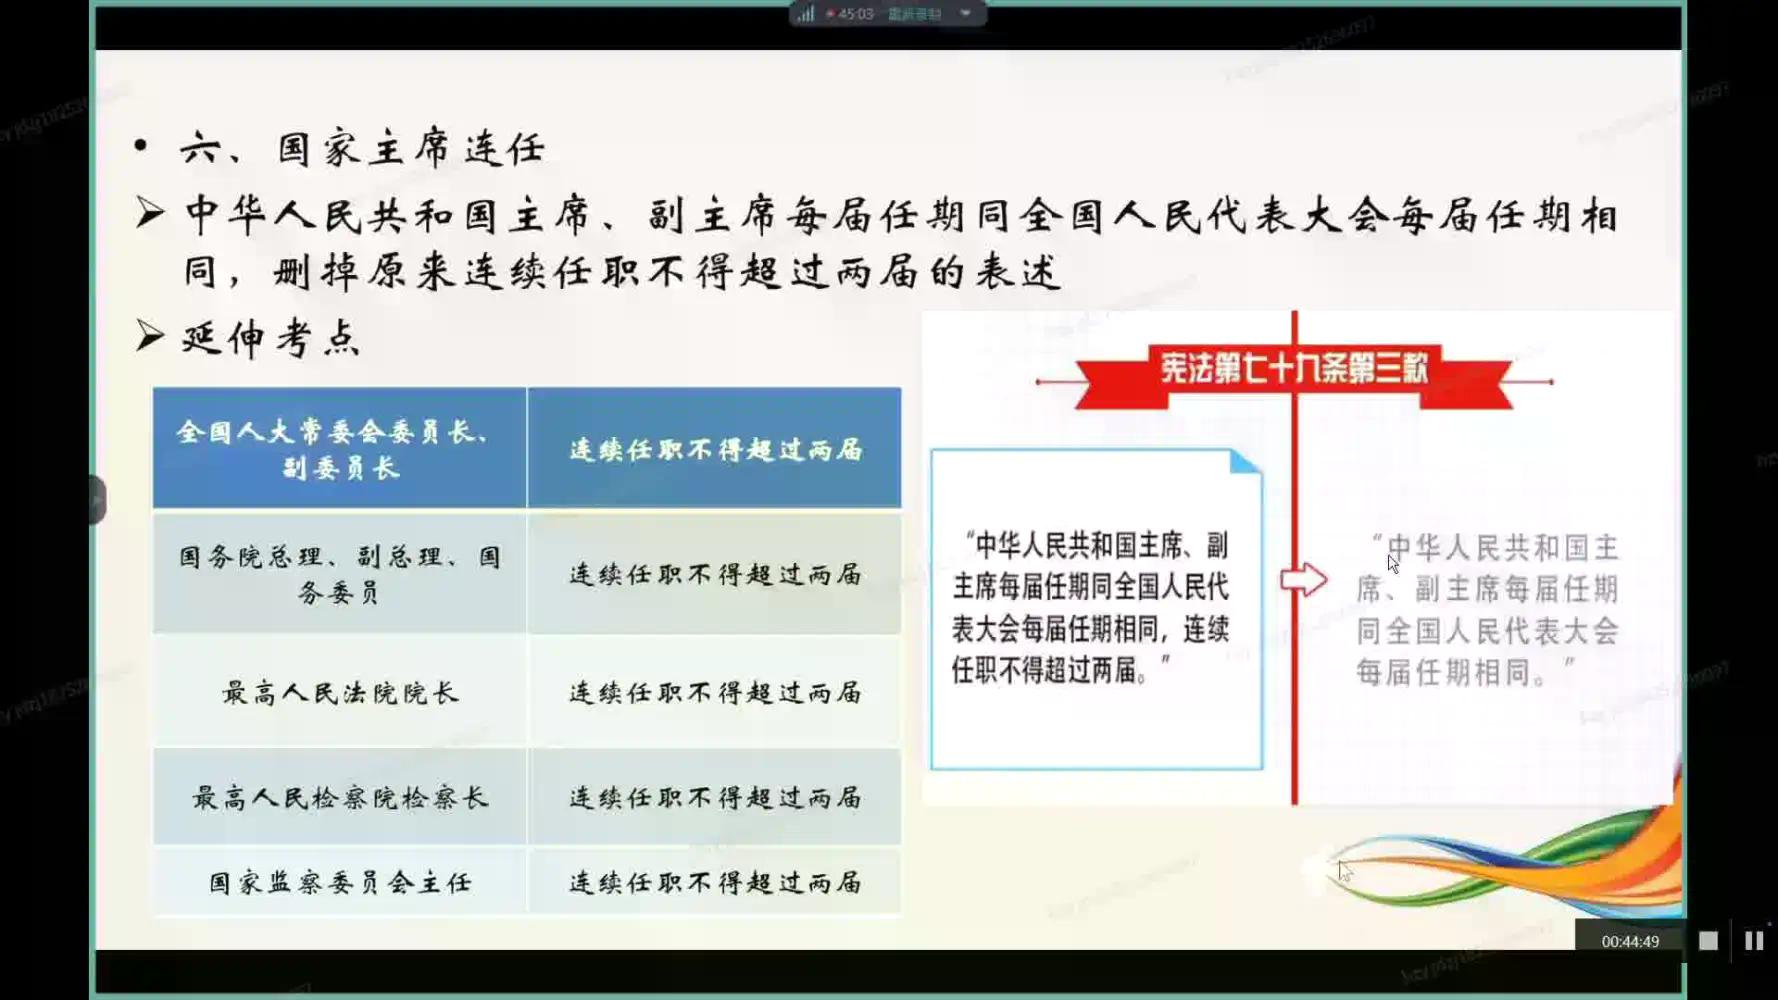 45:03
• 六、国家主席连任
中华人民共和国主席、副主席每届任期同全国人民代表大会每届任期相
同，删掉原来连续任职不得超过两届的表述
延伸考点
全国人大常委会委员长、
副委员长
连续任职不得超过两届
国务院总理、副总理、国
务委员
连续任职不得超过两届
最高人民法院院长
连续任职不得超过两届
最高人民检察院检察长
连续任职不得超过两届
国家监察委员会主任
连续任职不得超过两届
宪法第七十九条第三款
“中华人民共和国主席、副
主席每届任期同全国人民代
表大会每届任期相同，连续
任职不得超过两届。”
“中华人民共和国主
席、副主席每届任期
同全国人民代表大会
每届任期相同。”
00:44:49